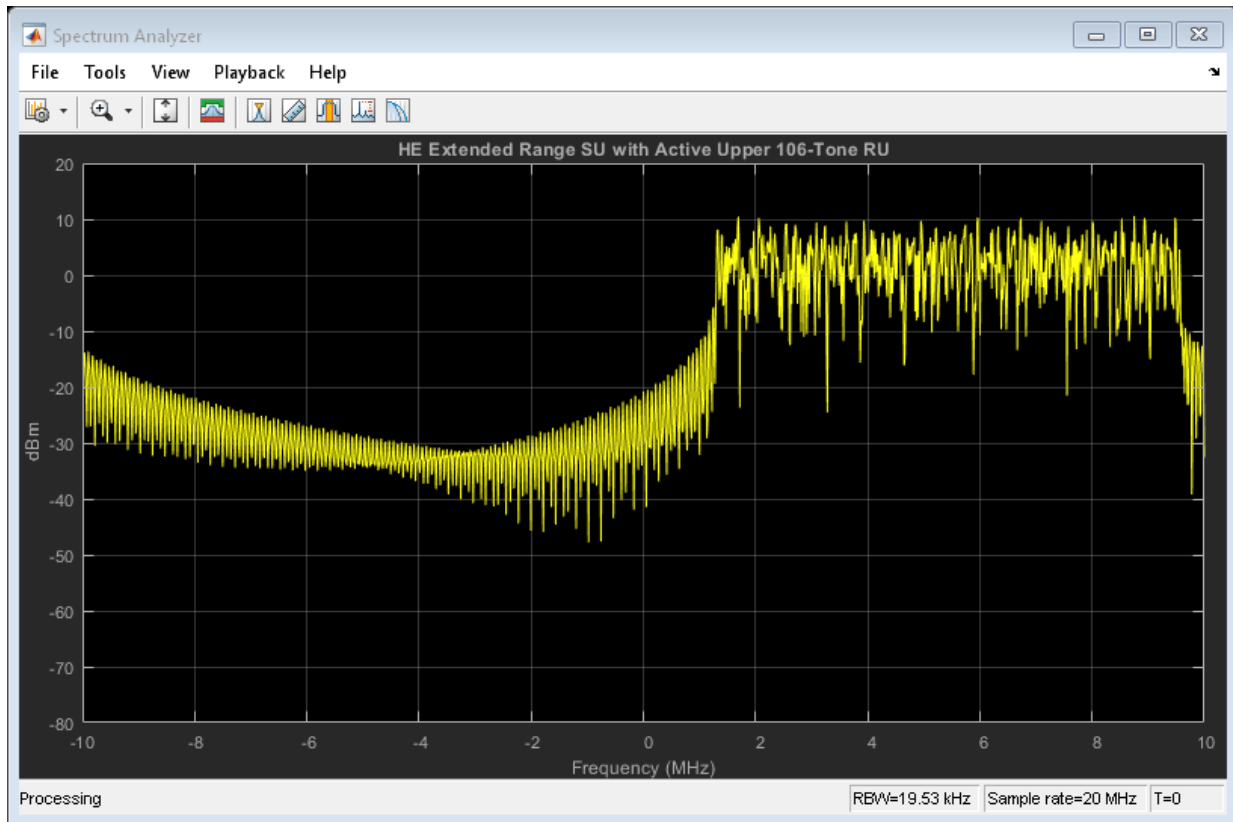 Spectrum Analyzer
File Tools View Playback Help
HE Extended Range SU with Active Upper 106-Tone RU
20
10
0
-10
-20
-30
-40
-50
-60
-70
-80
dBm
-10 -8 -6 -4 -2 0 2 4 6 8 10
Frequency (MHz)
Processing RBW=19.53 kHz Sample rate=20 MHz T=0